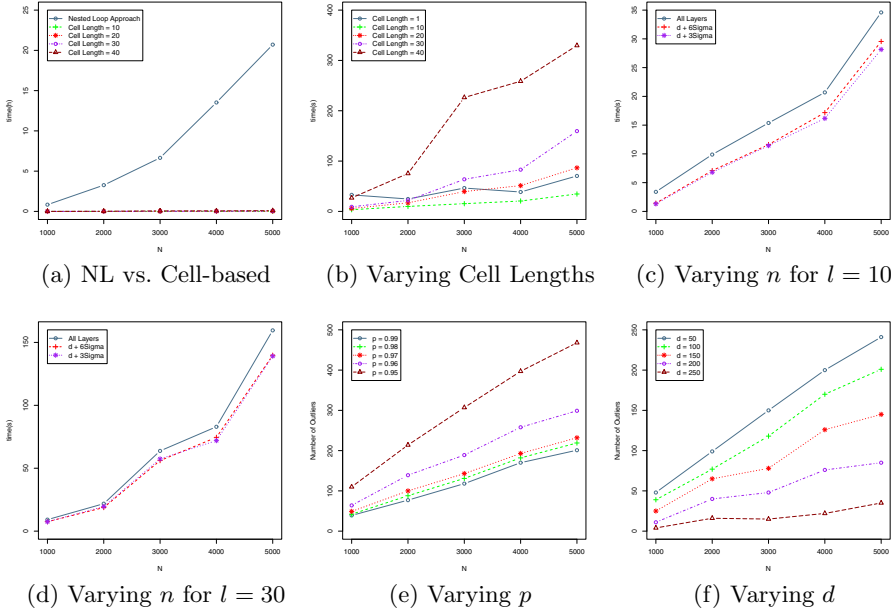 Nested Loop Approach
Cell Length = 10
Cell Length = 20
Cell Length = 30
Cell Length = 40
time(h)
0
5
10
15
20
25
1000
2000
3000
4000
5000
N
(a) NL vs. Cell-based
Cell Length = 1
Cell Length = 10
Cell Length = 20
Cell Length = 30
Cell Length = 40
time(s)
0
100
200
300
400
1000
2000
3000
4000
5000
N
(b) Varying Cell Lengths
All Layers
d + 6Sigma
d + 3Sigma
time(s)
0
5
10
15
20
25
30
35
1000
2000
3000
4000
5000
N
(c) Varying n for l = 10
All Layers
d + 6Sigma
d + 3Sigma
time(s)
0
50
100
150
1000
2000
3000
4000
5000
N
(d) Varying n for l = 30
p = 0.99
p = 0.98
p = 0.97
p = 0.96
p = 0.95
Number of Outliers
0
100
200
300
400
500
1000
2000
3000
4000
5000
N
(e) Varying p
d = 50
d = 100
d = 150
d = 200
d = 250
Number of Outliers
0
50
100
150
200
250
1000
2000
3000
4000
5000
N
(f) Varying d